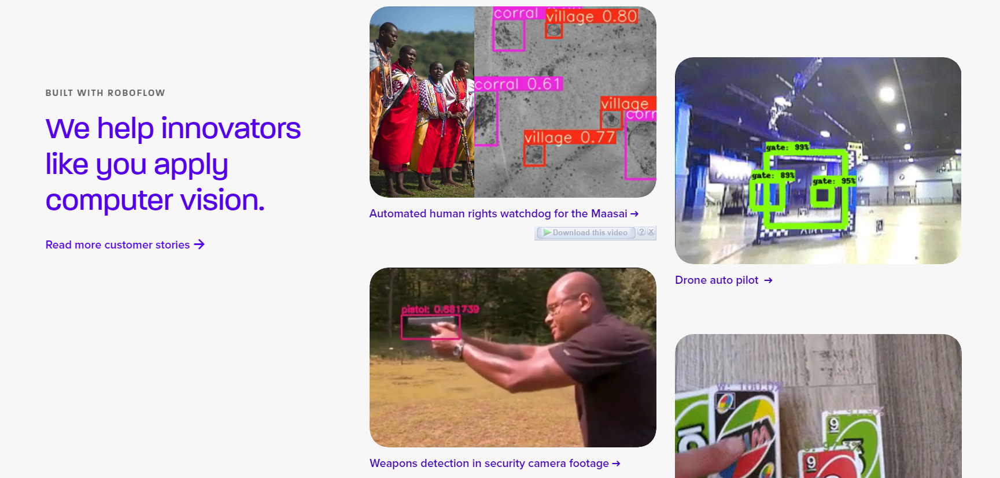 BUILT WITH ROBOFLOW
We help innovators
like you apply
computer vision.
Read more customer stories →
corral
village 0.80
corral 0.61
village
corr
village 0.77
Automated human rights watchdog for the Maasai →
Download this video ? X
pistol: 0.881739
Weapons detection in security camera footage →
gate: 99%
gate: 89%
gate: 95%
Drone auto pilot →
w: 100.0%
9
9